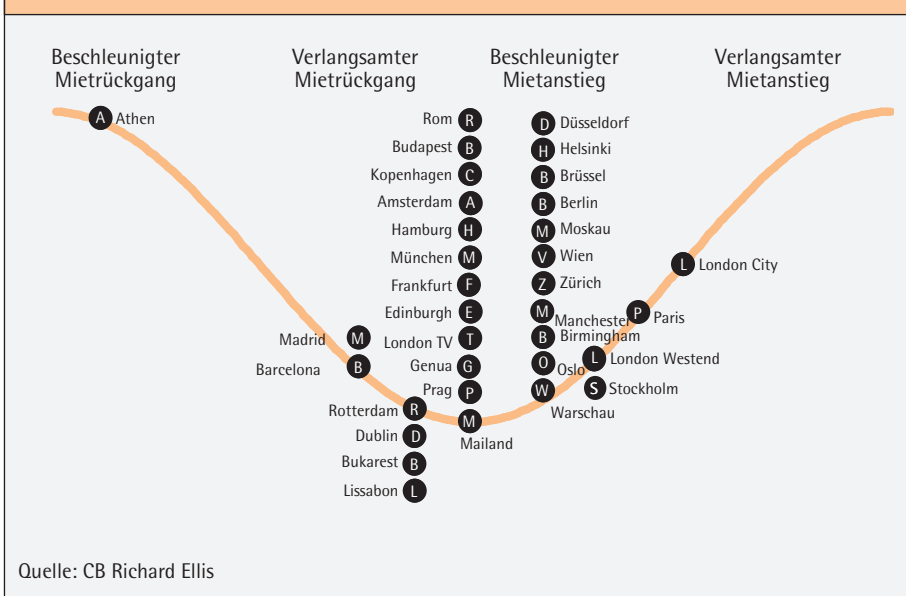 Beschleunigter
Mietrückgang
Verlangsamter
Mietrückgang
Beschleunigter
Mietanstieg
Verlangsamter
Mietanstieg
A Athen
Rom R
Budapest B
Kopenhagen C
Amsterdam A
Hamburg H
München M
Frankfurt F
Edinburgh E
London TV T
Genua G
Prag P
M
Mailand
Madrid M
Barcelona B
Rotterdam R
Dublin D
Bukarest B
Lissabon L
D Düsseldorf
H Helsinki
B Brüssel
B Berlin
M Moskau
V Wien
Z Zürich
M Manchester
B Birmingham
O Oslo
W Warschau
L London City
P Paris
L London Westend
S Stockholm
Quelle: CB Richard Ellis